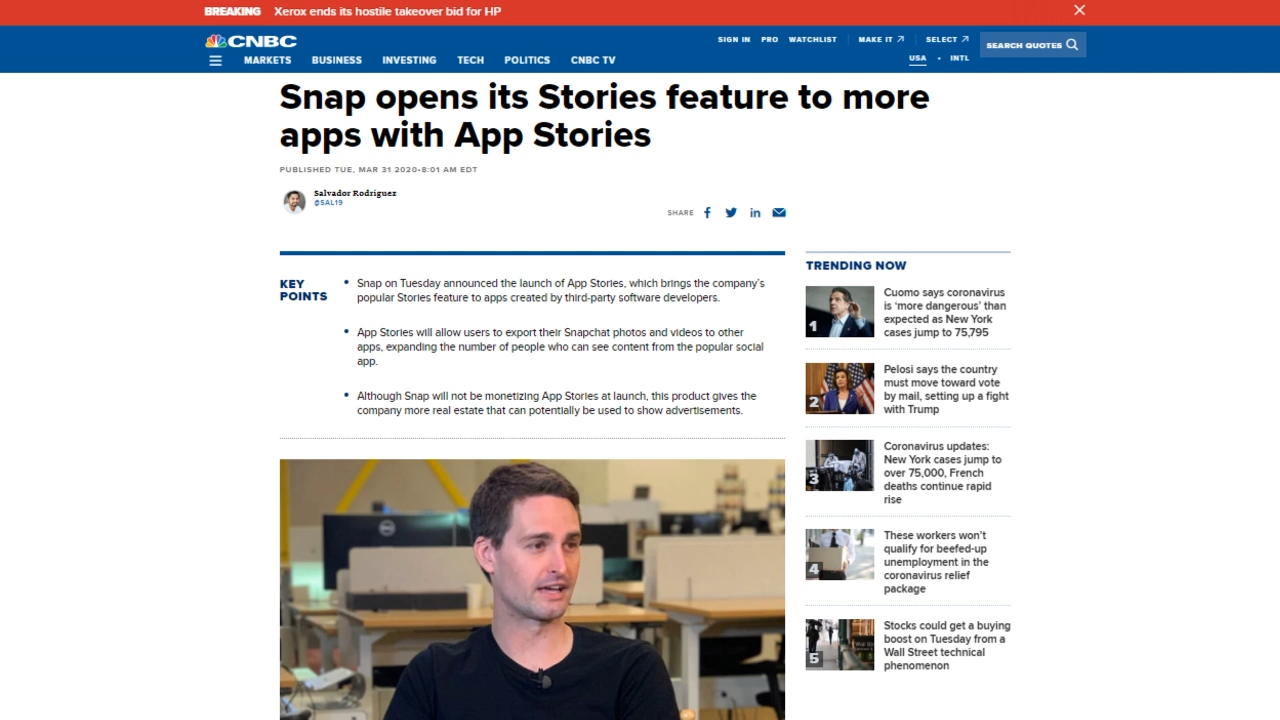 BREAKING Xerox ends its hostile takeover bid for HP
CNBC
SIGN IN PRO WATCHLIST MAKE IT SELECT
SEARCH QUOTES
USA • INTL
MARKETS BUSINESS INVESTING TECH POLITICS CNBC TV
Snap opens its Stories feature to more
apps with App Stories
PUBLISHED TUE, MAR 31 2020•8:01 AM EDT
Salvador Rodriguez
@SAL19
SHARE
KEY
POINTS
• Snap on Tuesday announced the launch of App Stories, which brings the company's
popular Stories feature to apps created by third-party software developers.
• App Stories will allow users to export their Snapchat photos and videos to other
apps, expanding the number of people who can see content from the popular social
app.
• Although Snap will not be monetizing App Stories at launch, this product gives the
company more real estate that can potentially be used to show advertisements.
TRENDING NOW
1
Cuomo says coronavirus
is ‘more dangerous’ than
expected as New York
cases jump to 75,795
2
Pelosi says the country
must move toward vote
by mail, setting up a fight
with Trump
3
Coronavirus updates:
New York cases jump to
over 75,000, French
deaths continue rapid
rise
4
These workers won't
qualify for beefed-up
unemployment in the
coronavirus relief
package
5
Stocks could get a buying
boost on Tuesday from a
Wall Street technical
phenomenon